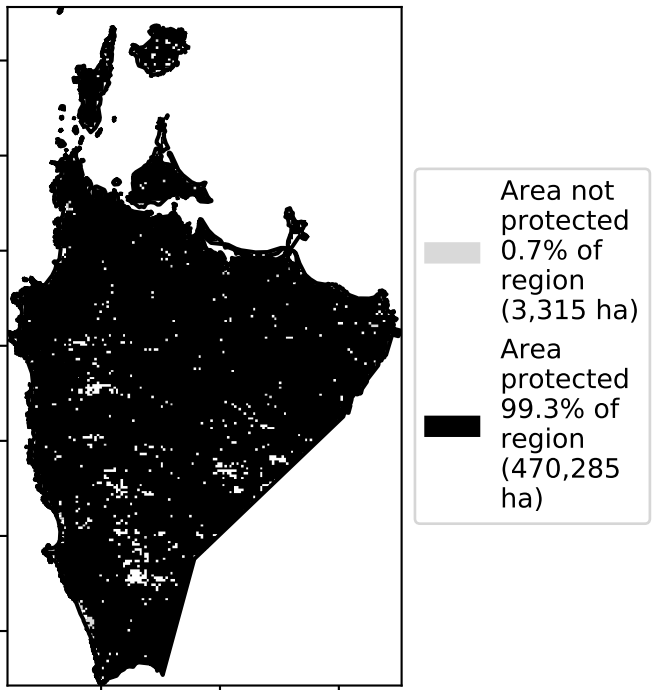 Area not
protected
0.7% of
region
(3,315 ha)
Area
protected
99.3% of
region
(470,285
ha)